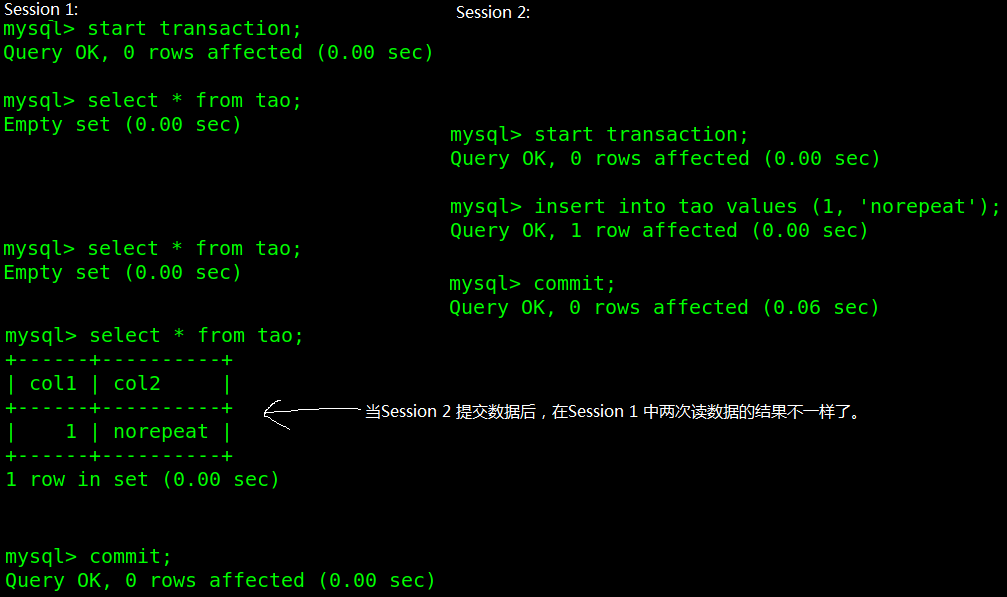 Session 1:
mysql> start transaction;
Query OK, 0 rows affected (0.00 sec)
mysql> select * from tao;
Empty set (0.00 sec)
Session 2:
mysql> start transaction;
Query OK, 0 rows affected (0.00 sec)
mysql> insert into tao values (1, 'norepeat');
Query OK, 1 row affected (0.00 sec)
mysql> select * from tao;
Empty set (0.00 sec)
mysql> commit;
Query OK, 0 rows affected (0.06 sec)
mysql> select * from tao;
+------+----------+
| col1 | col2     |
+------+----------+
|    1 | norepeat |
+------+----------+
1 row in set (0.00 sec)
当Session 2 提交数据后，在Session 1 中两次读数据的结果不一样了。
mysql> commit;
Query OK, 0 rows affected (0.00 sec)